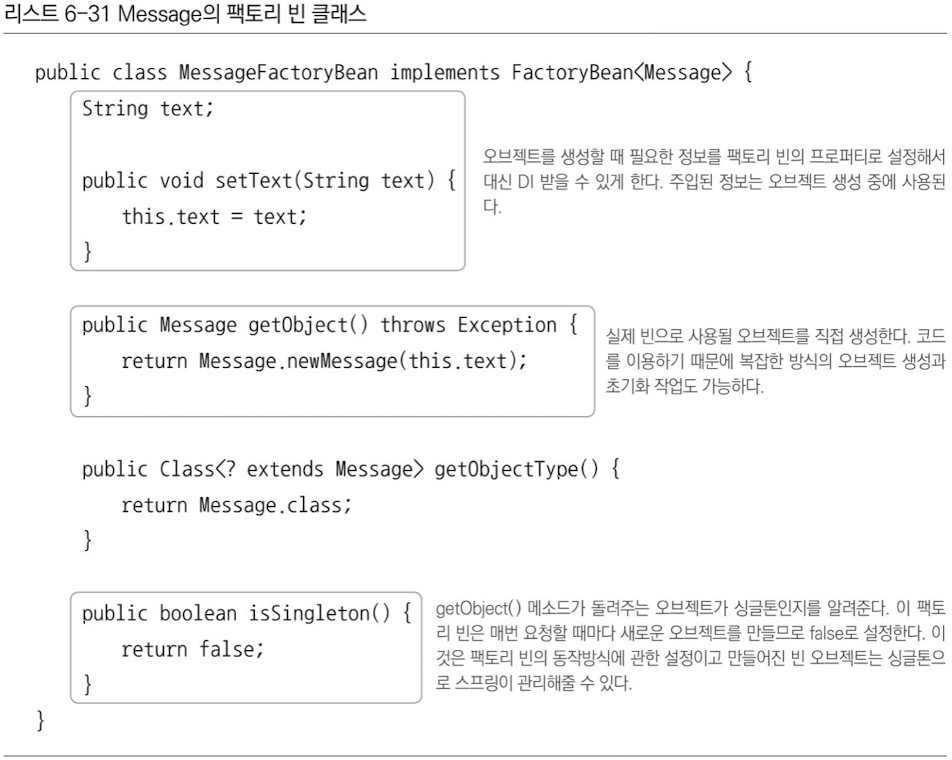 리스트 6-31 Message의 팩토리 빈 클래스
public class MessageFactoryBean implements FactoryBean<Message> {
String text;
오브젝트를 생성할 때 필요한 정보를 팩토리 빈의 프로퍼티로 설정해서
대신 DI 받을 수 있게 한다. 주입된 정보는 오브젝트 생성 중에 사용된
다.
public void setText(String text) {
this.text = text;
}
public Message getObject() throws Exception {
return Message.newMessage(this.text);
}
실제 빈으로 사용될 오브젝트를 직접 생성한다. 코드
를 이용하기 때문에 복잡한 방식의 오브젝트 생성과
초기화 작업도 가능하다.
public Class<? extends Message> getObjectType() {
return Message.class;
}
public boolean isSingleton() {
return false;
}
getObject() 메소드가 돌려주는 오브젝트가 싱글톤인지를 알려준다. 이 팩토
리 빈은 매번 요청할 때마다 새로운 오브젝트를 만들므로 false로 설정한다. 이
것은 팩토리 빈의 동작방식에 관한 설정이고 만들어진 빈 오브젝트는 싱글톤으
로 스프링이 관리해줄 수 있다.
}